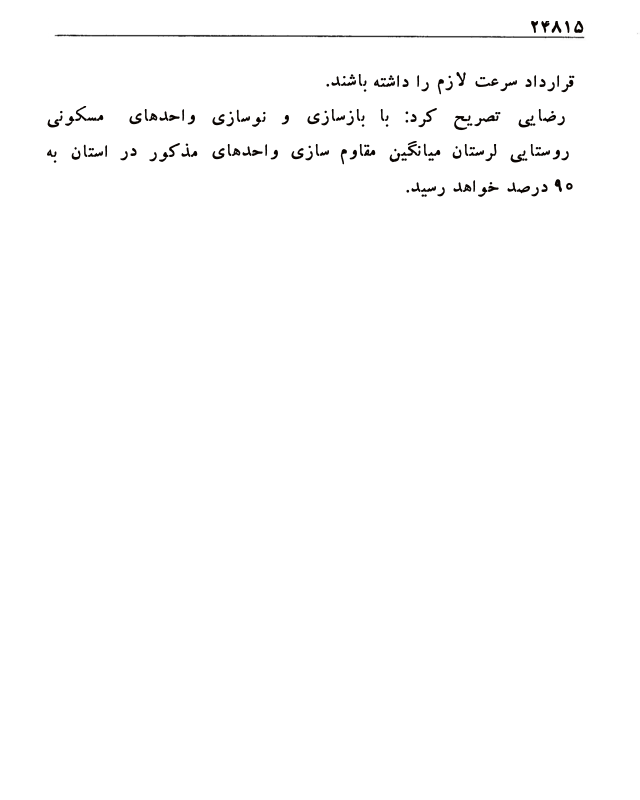 ۲۴۸۱۵
قرارداد سرعت لازم را داشته باشند.
رضایی تصریح کرد: با بازسازی و نوسازی واحدهای مسکونی
روستایی لرستان میانگین مقاوم سازی واحدهای مذکور در استان به
۹۰ درصد خواهد رسید.